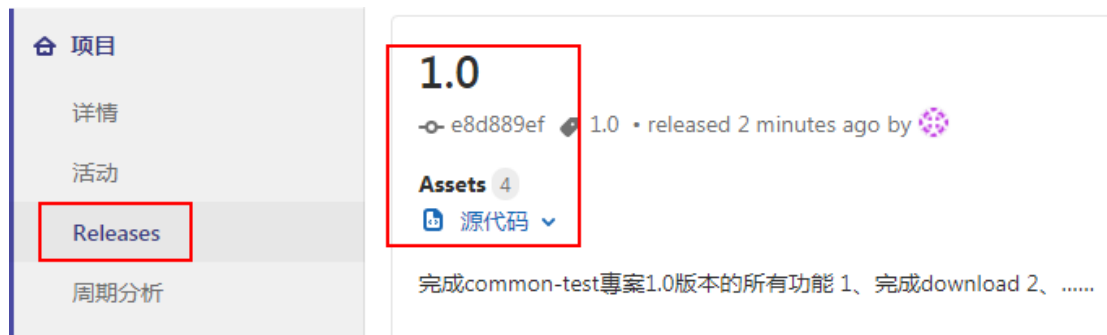 项目
详情
活动
Releases
周期分析
1.0
e8d889ef 1.0 • released 2 minutes ago by
Assets 4
源代码
完成common-test專案1.0版本的所有功能 1、完成download 2、......